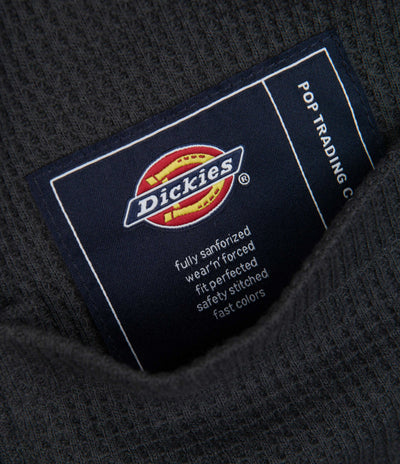 Dickies®
fully sanforized
wear'n'forced
fit perfected
safety stitched
fast colors
POP TRADING